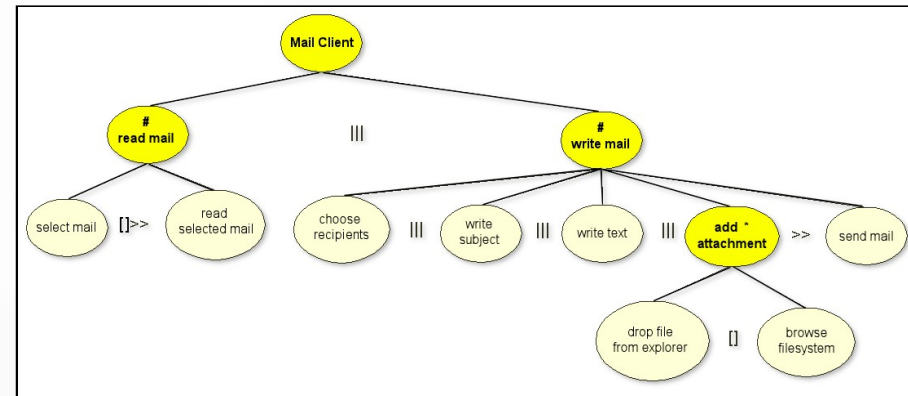 Mail Client
#
read mail
|||
#
write mail
select mail
[]>>
read
selected mail
choose
recipients
|||
write
subject
|||
write text
|||
add *
attachment
>>
send mail
drop file
from explorer
[]
browse
filesystem